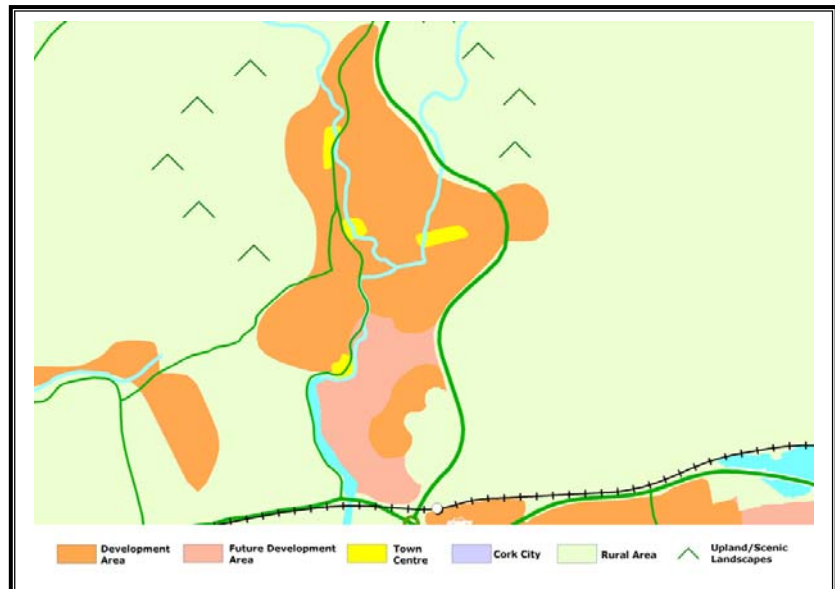 Development
Area
Future Development
Area
Town
Centre
Cork City
Rural Area
Upland/Scenic
Landscapes